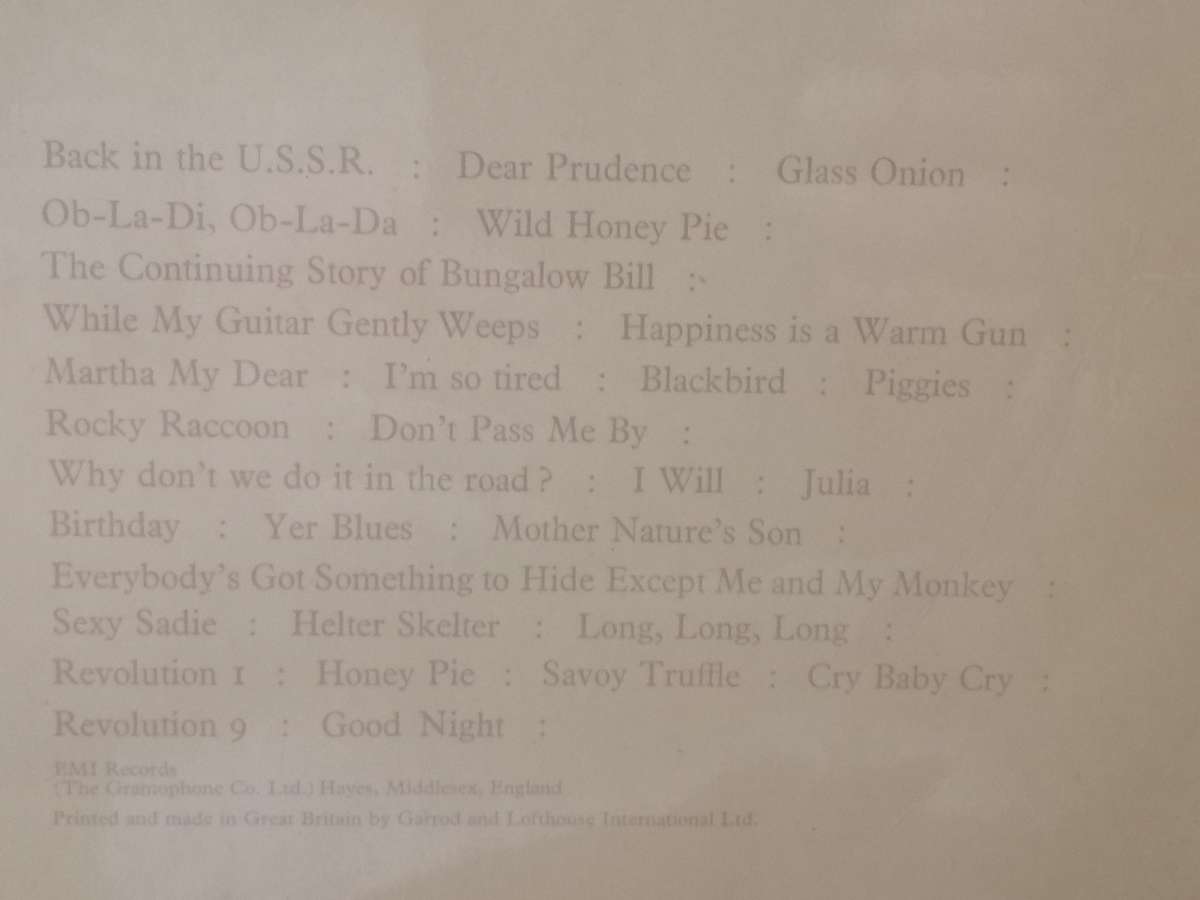 Back in the U.S.S.R. : Dear Prudence : Glass Onion :
Ob-La-Di, Ob-La-Da : Wild Honey Pie :
The Continuing Story of Bungalow Bill :
While My Guitar Gently Weeps : Happiness is a Warm Gun :
Martha My Dear : I'm so tired : Blackbird : Piggies :
Rocky Raccoon : Don't Pass Me By :
Why don't we do it in the road? : I Will : Julia :
Birthday : Yer Blues : Mother Nature's Son :
Everybody's Got Something to Hide Except Me and My Monkey :
Sexy Sadie : Helter Skelter : Long, Long, Long :
Revolution 1 : Honey Pie : Savoy Truffle : Cry Baby Cry :
Revolution 9 : Good Night :
EMI Records
(The Gramophone Co. Ltd.) Hayes, Middlesex, England
Printed and made in Great Britain by Garrod and Lofthouse International Ltd.